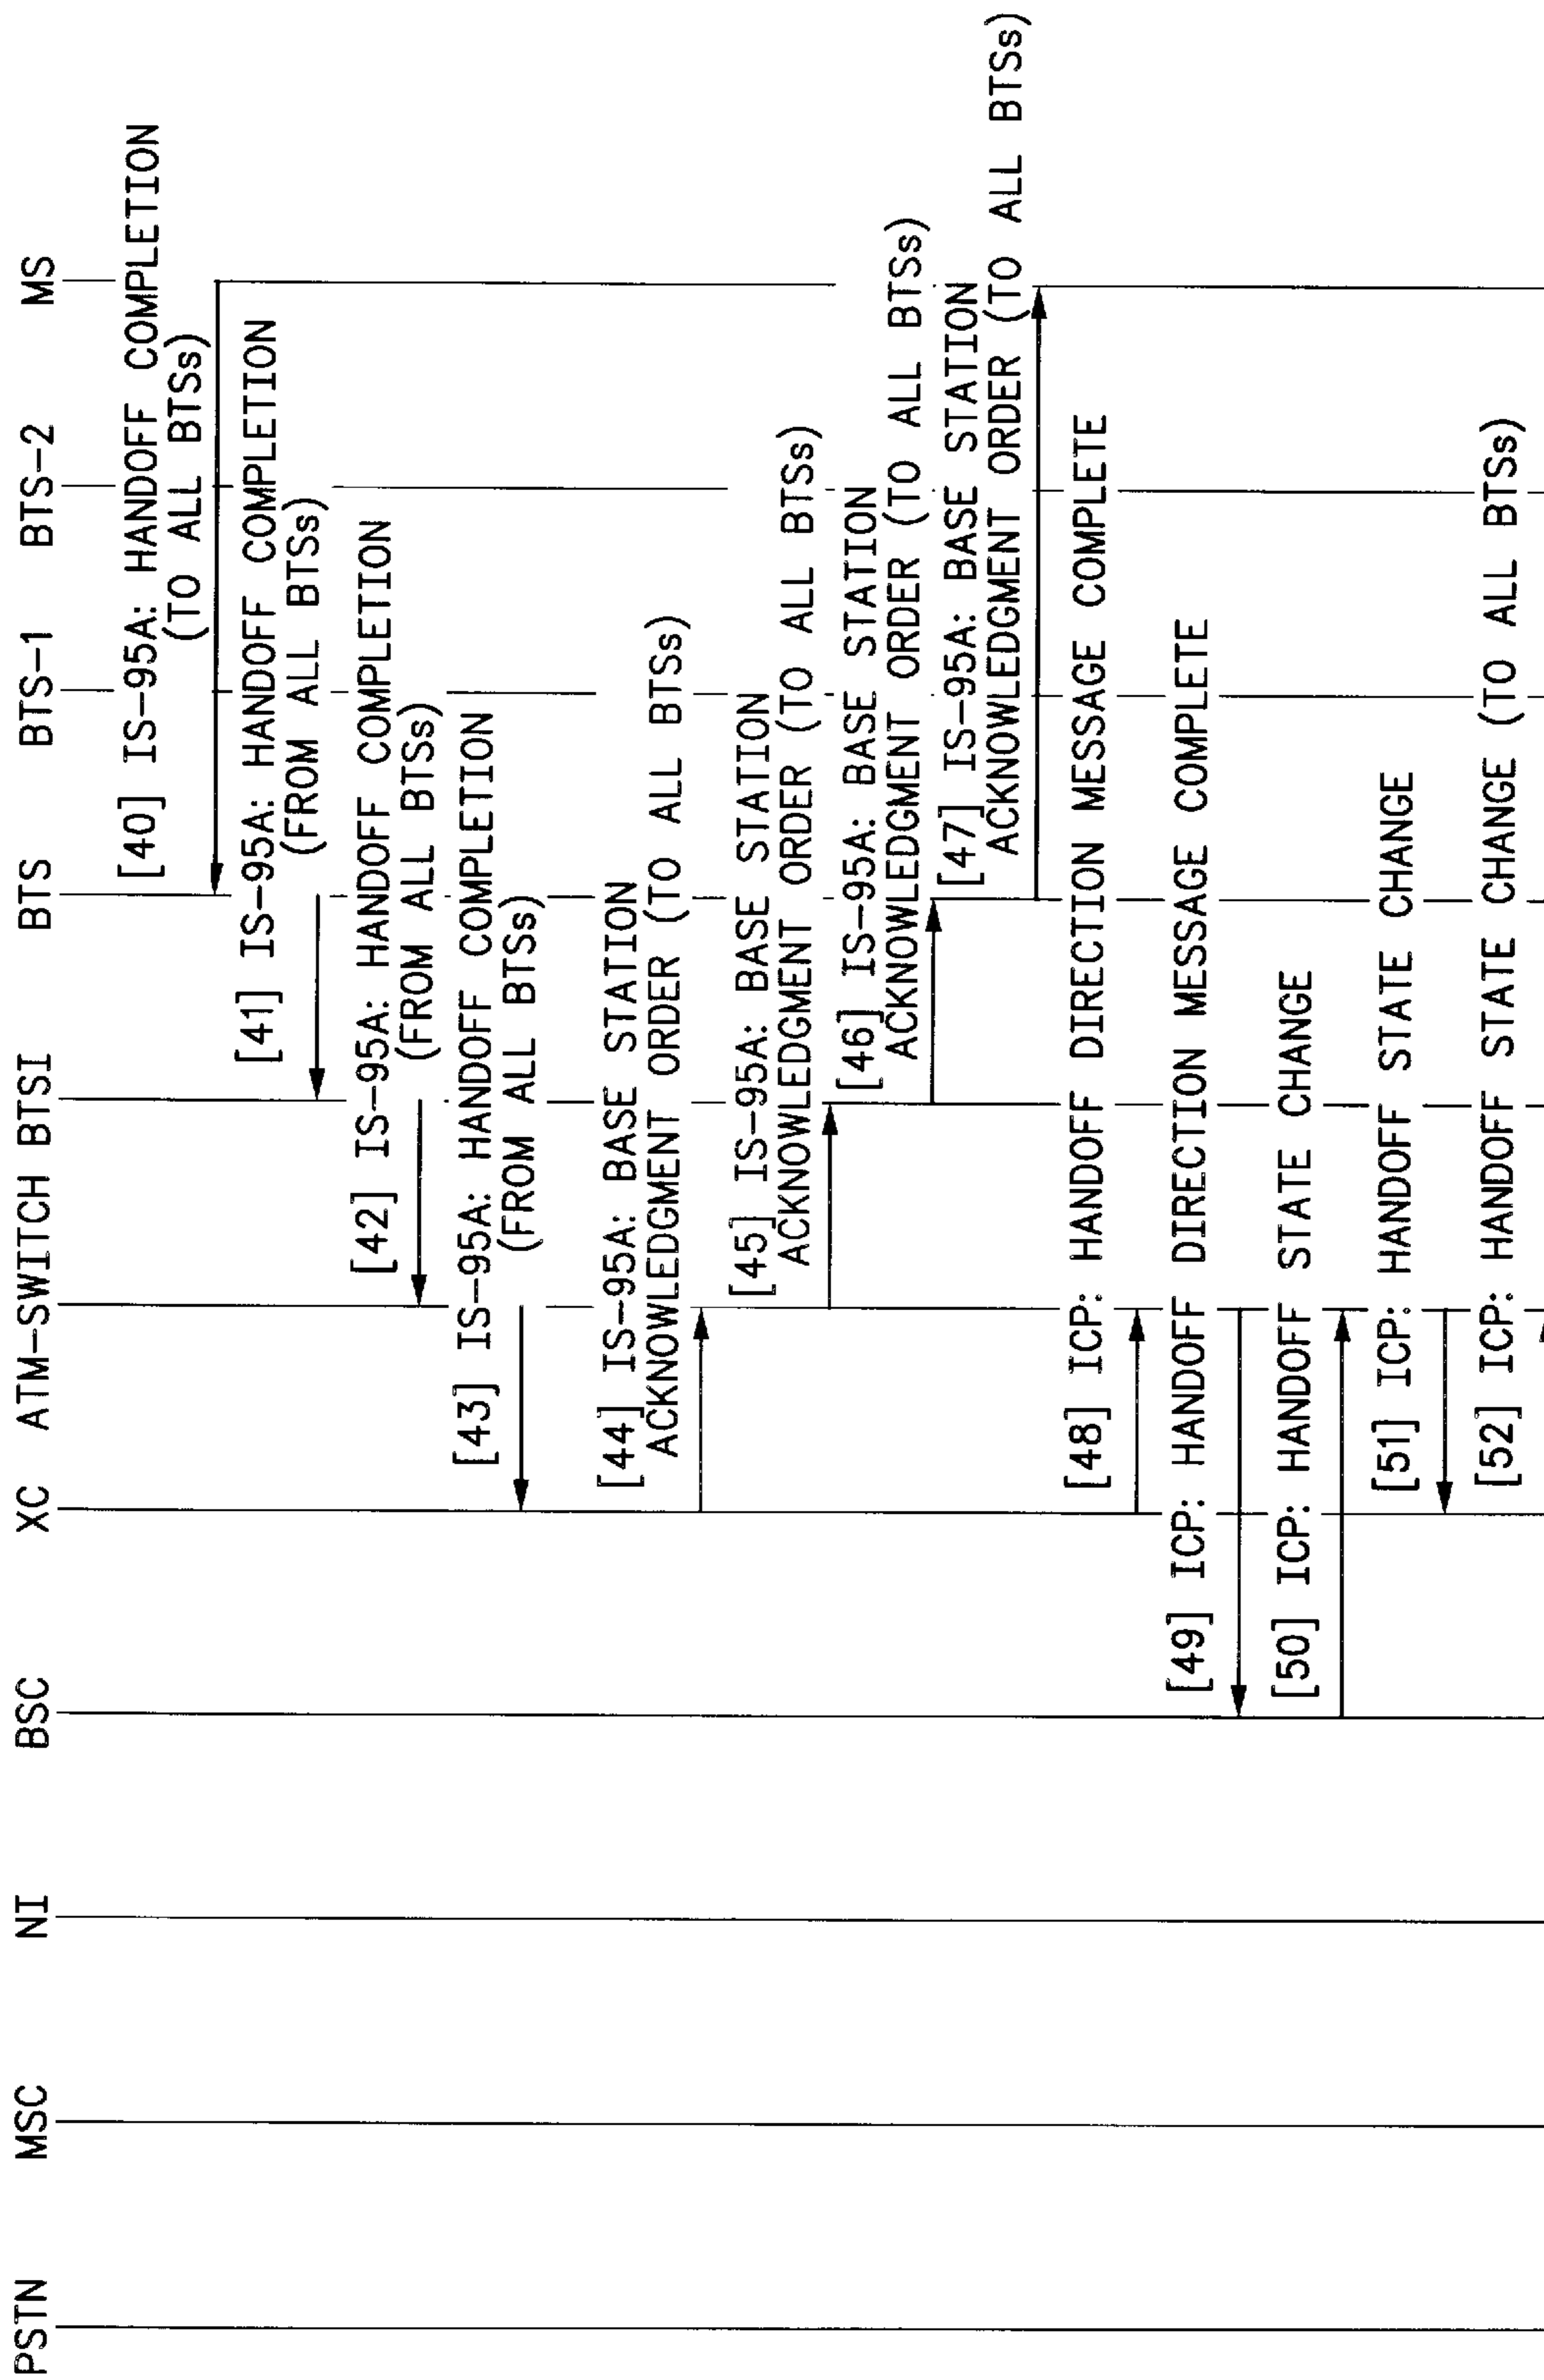 PSTN MSC NI BSC XC ATM-SWITCH BTSI BTS BTS-1 BTS-2 MS
[40] IS-95A: HANDOFF COMPLETION
(TO ALL BTSs)
[41] IS-95A: HANDOFF COMPLETION
(FROM ALL BTSs)
[42] IS-95A: HANDOFF COMPLETION
(FROM ALL BTSs)
[43] IS-95A: HANDOFF COMPLETION
(FROM ALL BTSs)
[44] IS-95A: BASE STATION
ACKNOWLEDGMENT ORDER (TO ALL BTSs)
[45] IS-95A: BASE STATION
ACKNOWLEDGMENT ORDER (TO ALL BTSs)
[46] IS-95A: BASE STATION
ACKNOWLEDGMENT ORDER (TO ALL BTSs)
[47] IS-95A: BASE STATION
ACKNOWLEDGMENT ORDER (TO ALL BTSs)
[48] ICP: HANDOFF DIRECTION MESSAGE COMPLETE
[49] ICP: HANDOFF DIRECTION MESSAGE COMPLETE
[50] ICP: HANDOFF STATE CHANGE
[51] ICP: HANDOFF STATE CHANGE
[52] ICP: HANDOFF STATE CHANGE (TO ALL BTSs)